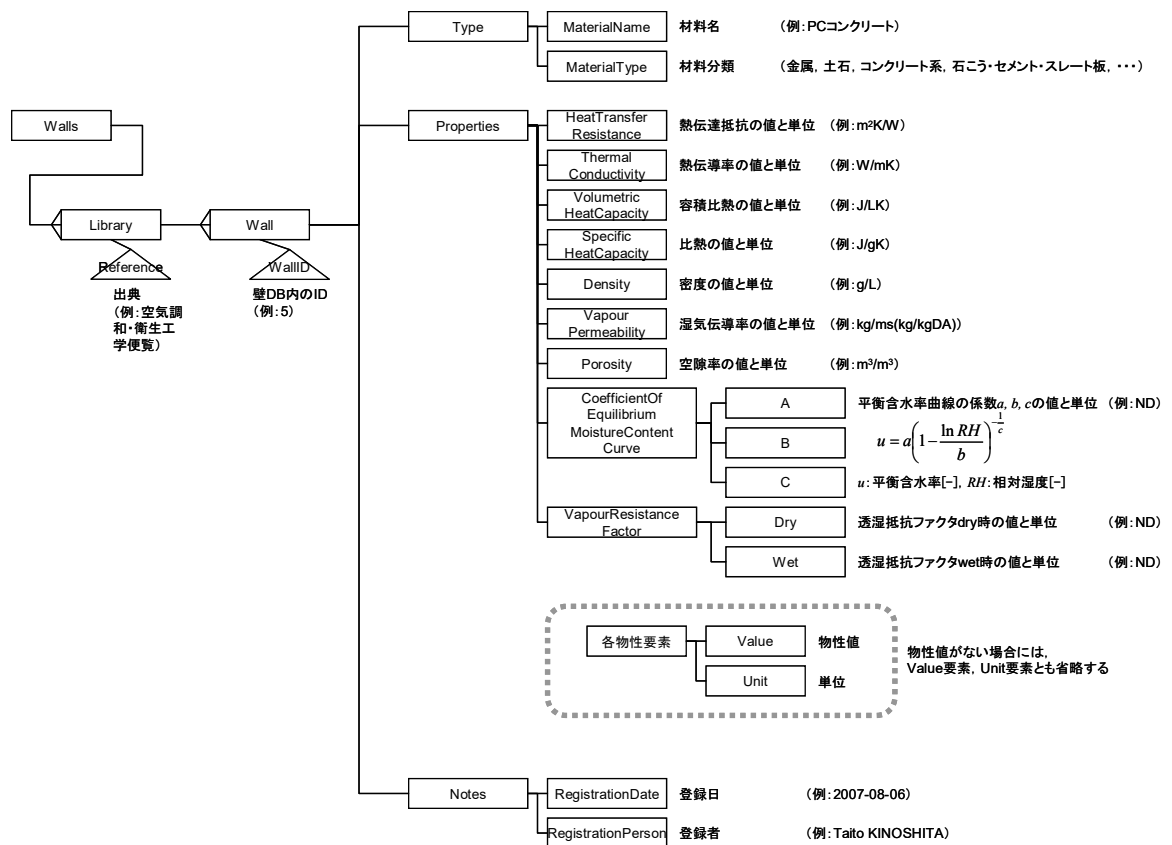 Type
MaterialName
材料名
(例:PCコンクリート)
MaterialType
材料分類
(金属, 土石, コンクリート系, 石こう・セメント・スレート板, ・・・)
Walls
Properties
HeatTransfer
Resistance
熱伝達抵抗の値と単位
(例:m²K/W)
Thermal
Conductivity
熱伝導率の値と単位
(例:W/mK)
Volumetric
HeatCapacity
容積比熱の値と単位
(例:J/LK)
Library
Wall
Specific
HeatCapacity
比熱の値と単位
(例:J/gK)
Reference
WallID
出典
(例:空気調
和・衛生工
学便覧)
壁DB内のID
(例:5)
Density
密度の値と単位
(例:g/L)
Vapour
Permeability
湿気伝導率の値と単位
(例:kg/ms(kg/kgDA))
Porosity
空隙率の値と単位
(例:m³/m³)
CoefficientOf
Equilibrium
MoistureContent
Curve
A
平衡含水率曲線の係数a, b, cの値と単位
(例:ND)
B
u = a(1 − ln RH / b)^(−1/c)
C
u:平衡含水率[-], RH:相対湿度[-]
VapourResistance
Factor
Dry
透湿抵抗ファクタdry時の値と単位
(例:ND)
Wet
透湿抵抗ファクタwet時の値と単位
(例:ND)
各物性要素
Value
物性値
Unit
単位
物性値がない場合には,
Value要素, Unit要素とも省略する
Notes
RegistrationDate
登録日
(例:2007-08-06)
RegistrationPerson
登録者
(例:Taito KINOSHITA)